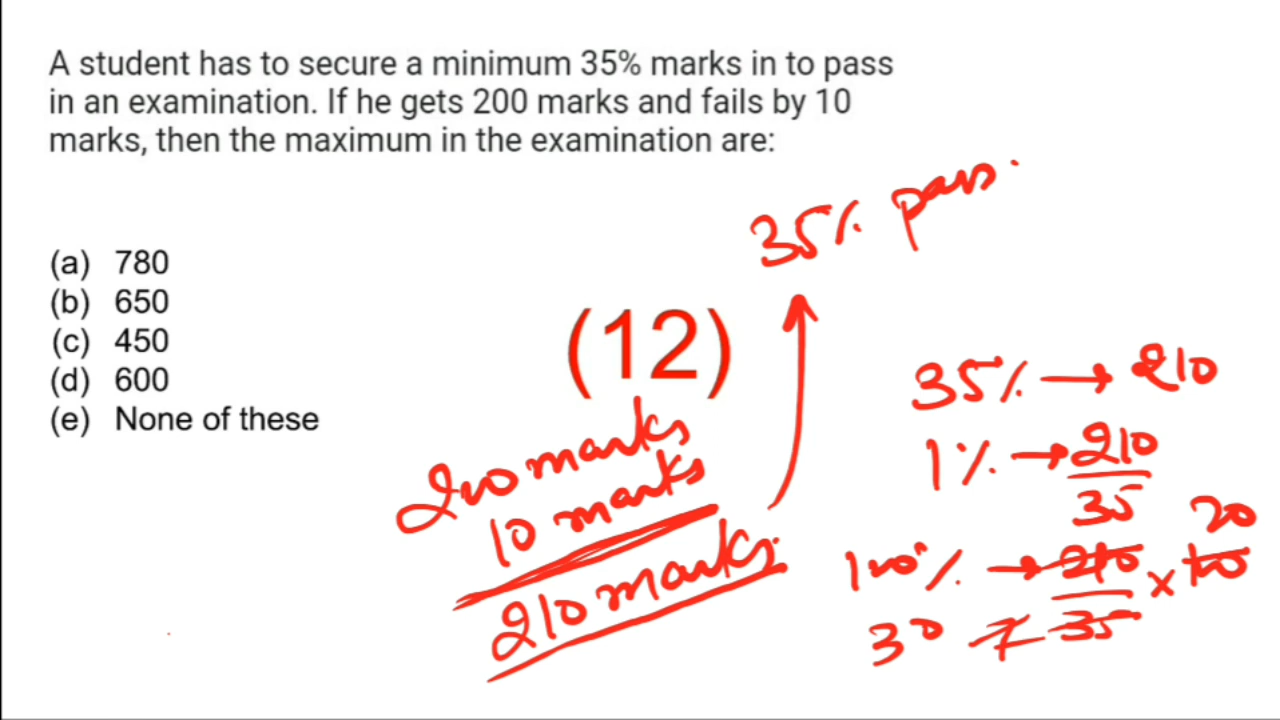 A student has to secure a minimum 35% marks in to pass
in an examination. If he gets 200 marks and fails by 10
marks, then the maximum in the examination are:
(a) 780
(b) 650
(c) 450
(d) 600
(e) None of these
(12)
35% pass.
200 marks
10 marks
210 marks
35% → 210
1% → 210
35
20
100% → 210 × 100
30 7 35